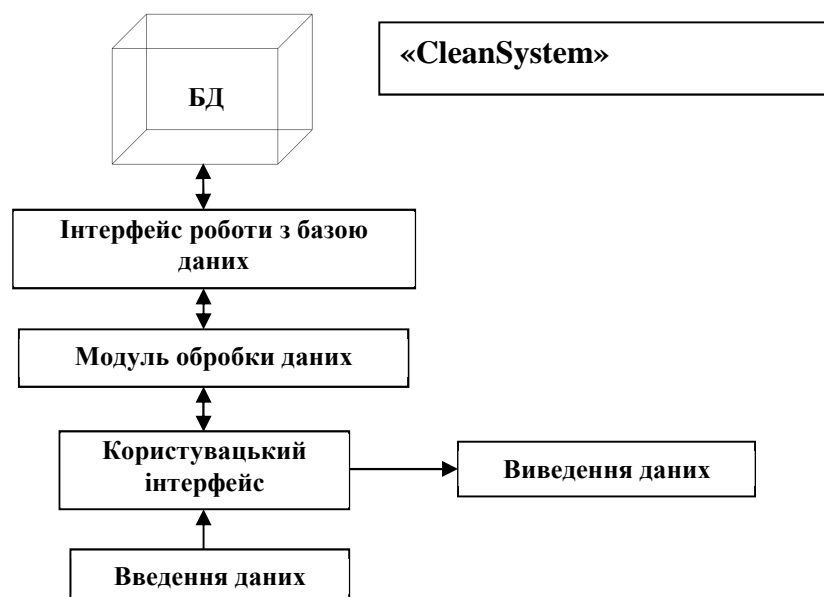 «CleanSystem»
БД
Інтерфейс роботи з базою
даних
Модуль обробки даних
Користувацький
інтерфейс
Виведення даних
Введення даних